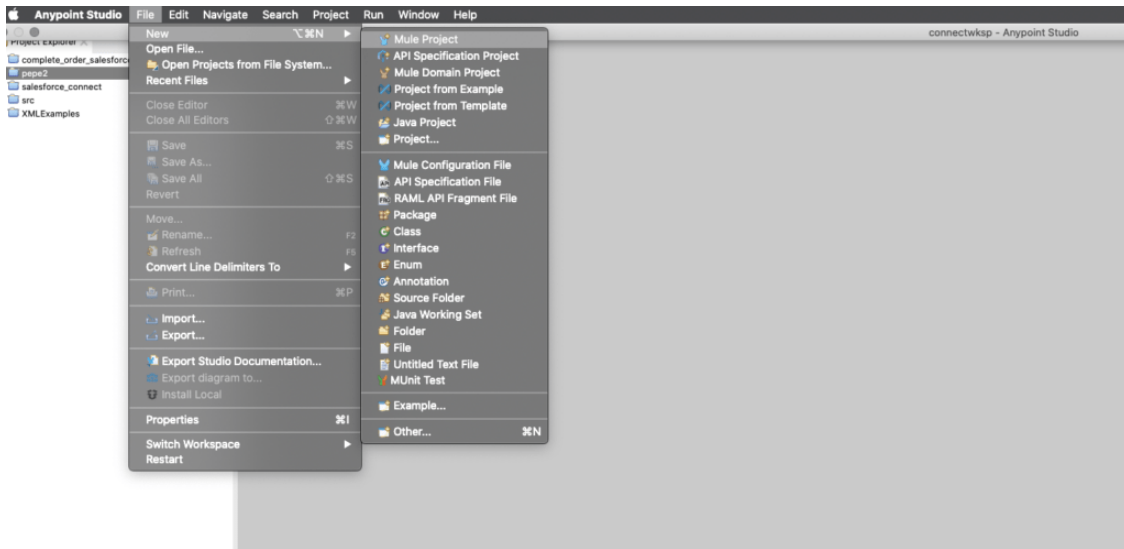 Anypoint Studio File Edit Navigate Search Project Run Window Help
connectwksp - Anypoint Studio
Project Explorer
complete_order_salesforc
pepe2
salesforce_connect
src
XMLExamples
New ⌥⌘N
Open File...
Open Projects from File System...
Recent Files
Close Editor ⌘W
Close All Editors ⇧⌘W
Save ⌘S
Save As...
Save All ⇧⌘S
Revert
Move...
Rename... F2
Refresh F5
Convert Line Delimiters To
Print... ⌘P
Import...
Export...
Export Studio Documentation...
Export diagram to...
Install Local
Properties ⌘I
Switch Workspace
Restart
Mule Project
API Specification Project
Mule Domain Project
Project from Example
Project from Template
Java Project
Project...
Mule Configuration File
API Specification File
RAML API Fragment File
Package
Class
Interface
Enum
Annotation
Source Folder
Java Working Set
Folder
File
Untitled Text File
MUnit Test
Example...
Other... ⌘N